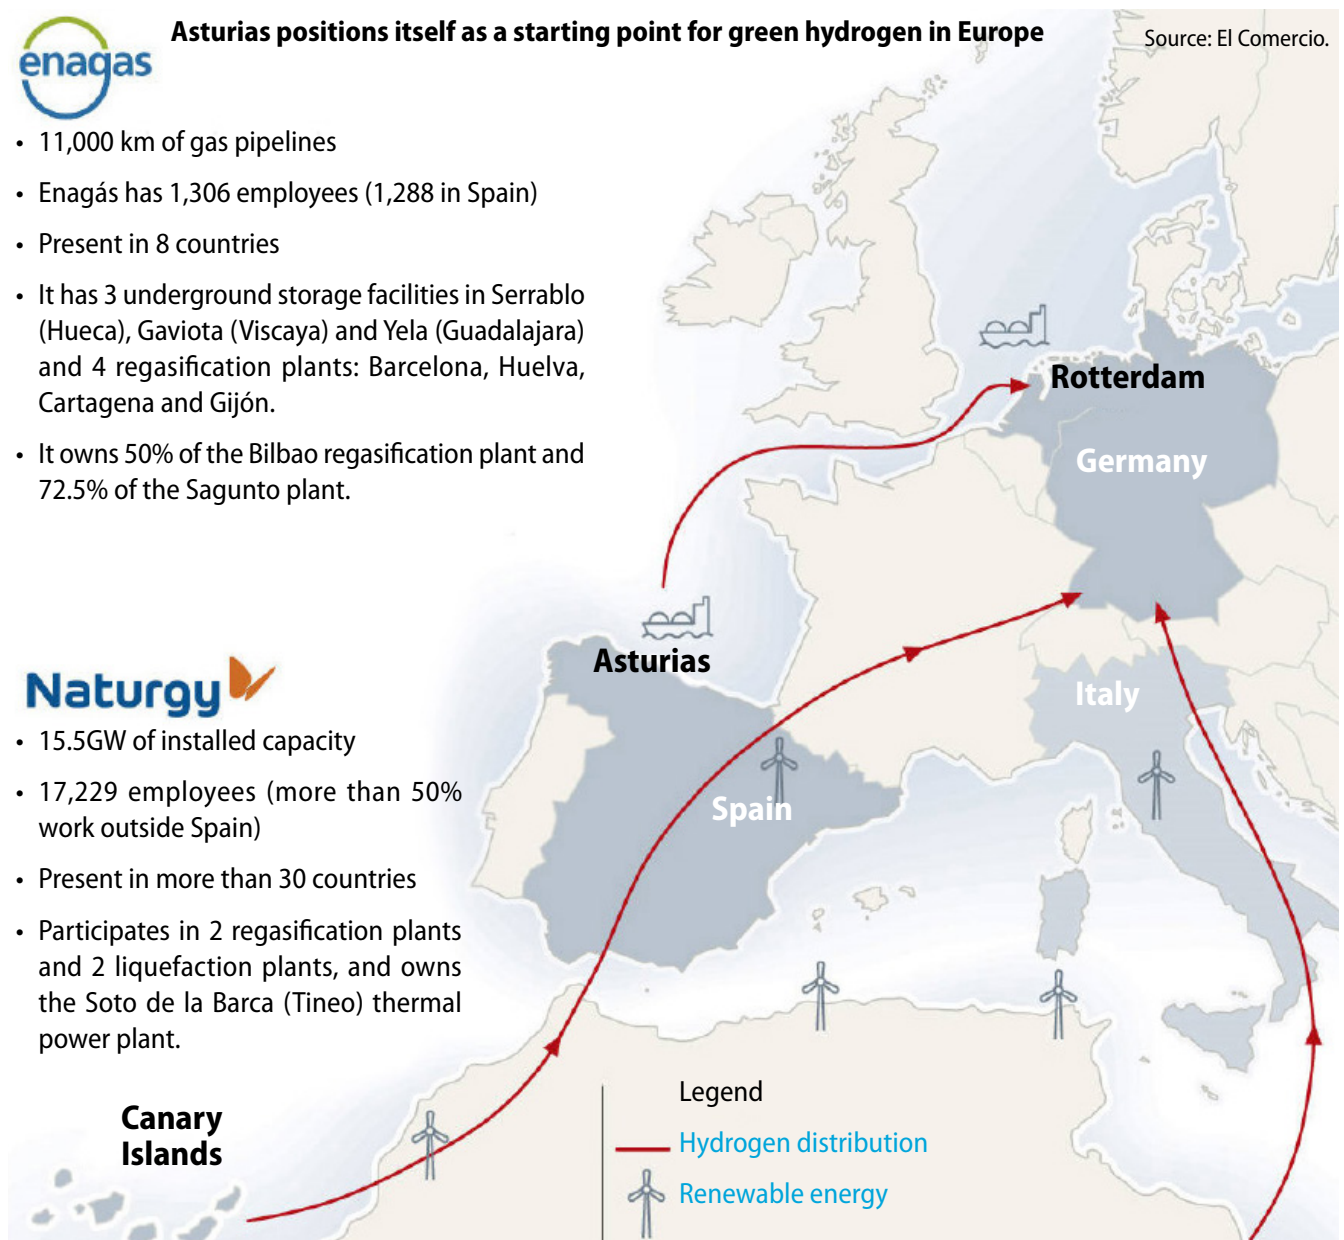 Asturias positions itself as a starting point for green hydrogen in Europe
Source: El Comercio.
enagas
• 11,000 km of gas pipelines
• Enagás has 1,306 employees (1,288 in Spain)
• Present in 8 countries
• It has 3 underground storage facilities in Serrablo
(Hueca), Gaviota (Viscaya) and Yela (Guadalajara)
and 4 regasification plants: Barcelona, Huelva,
Cartagena and Gijón.
• It owns 50% of the Bilbao regasification plant and
72.5% of the Sagunto plant.
Naturgy
• 15.5GW of installed capacity
• 17,229 employees (more than 50%
work outside Spain)
• Present in more than 30 countries
• Participates in 2 regasification plants
and 2 liquefaction plants, and owns
the Soto de la Barca (Tineo) thermal
power plant.
Rotterdam
Germany
Asturias
Italy
Spain
Canary
Islands
Legend
Hydrogen distribution
Renewable energy